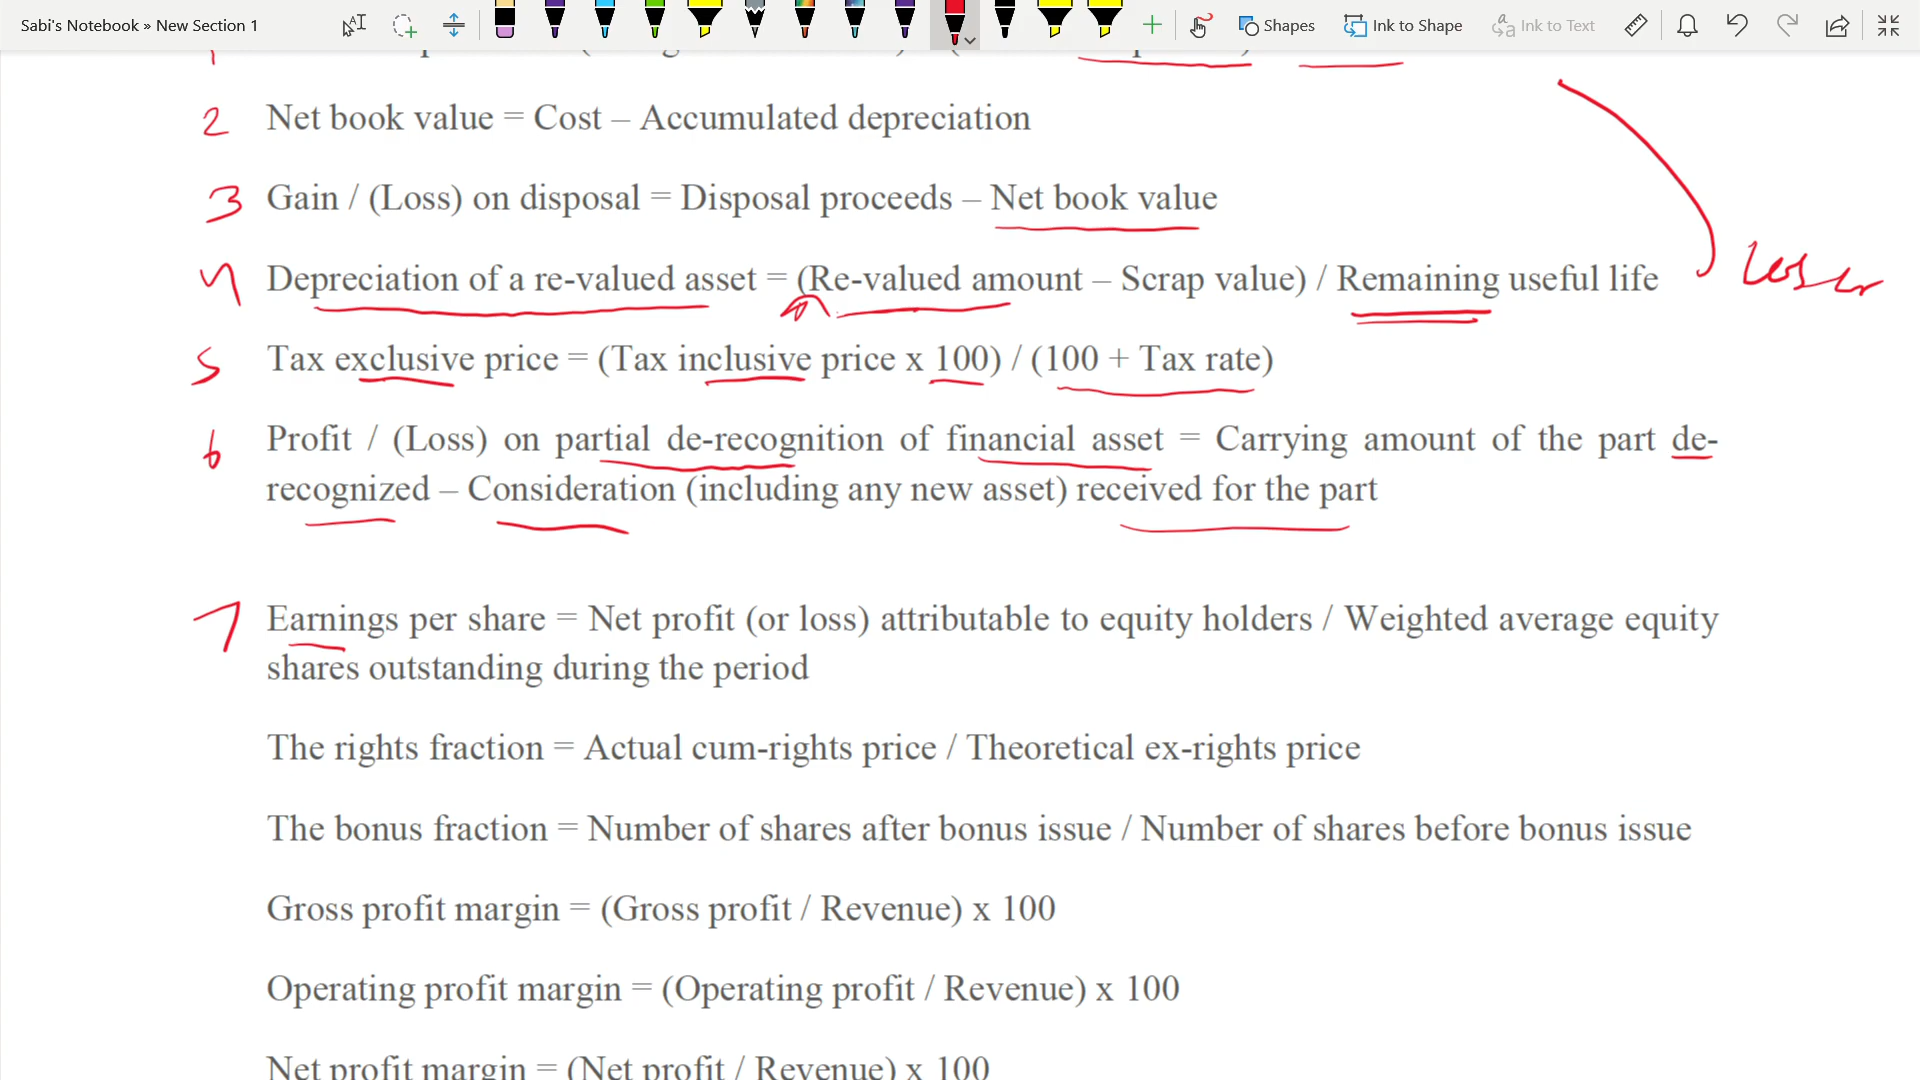 Sabi's Notebook » New Section 1
Shapes
Ink to Shape
Ink to Text
2 Net book value = Cost – Accumulated depreciation
3 Gain / (Loss) on disposal = Disposal proceeds – Net book value
4 Depreciation of a re-valued asset = (Re-valued amount – Scrap value) / Remaining useful life
5 Tax exclusive price = (Tax inclusive price x 100) / (100 + Tax rate)
6 Profit / (Loss) on partial de-recognition of financial asset = Carrying amount of the part de-
recognized – Consideration (including any new asset) received for the part
7 Earnings per share = Net profit (or loss) attributable to equity holders / Weighted average equity
shares outstanding during the period
The rights fraction = Actual cum-rights price / Theoretical ex-rights price
The bonus fraction = Number of shares after bonus issue / Number of shares before bonus issue
Gross profit margin = (Gross profit / Revenue) x 100
Operating profit margin = (Operating profit / Revenue) x 100
Net profit margin = (Net profit / Revenue) x 100